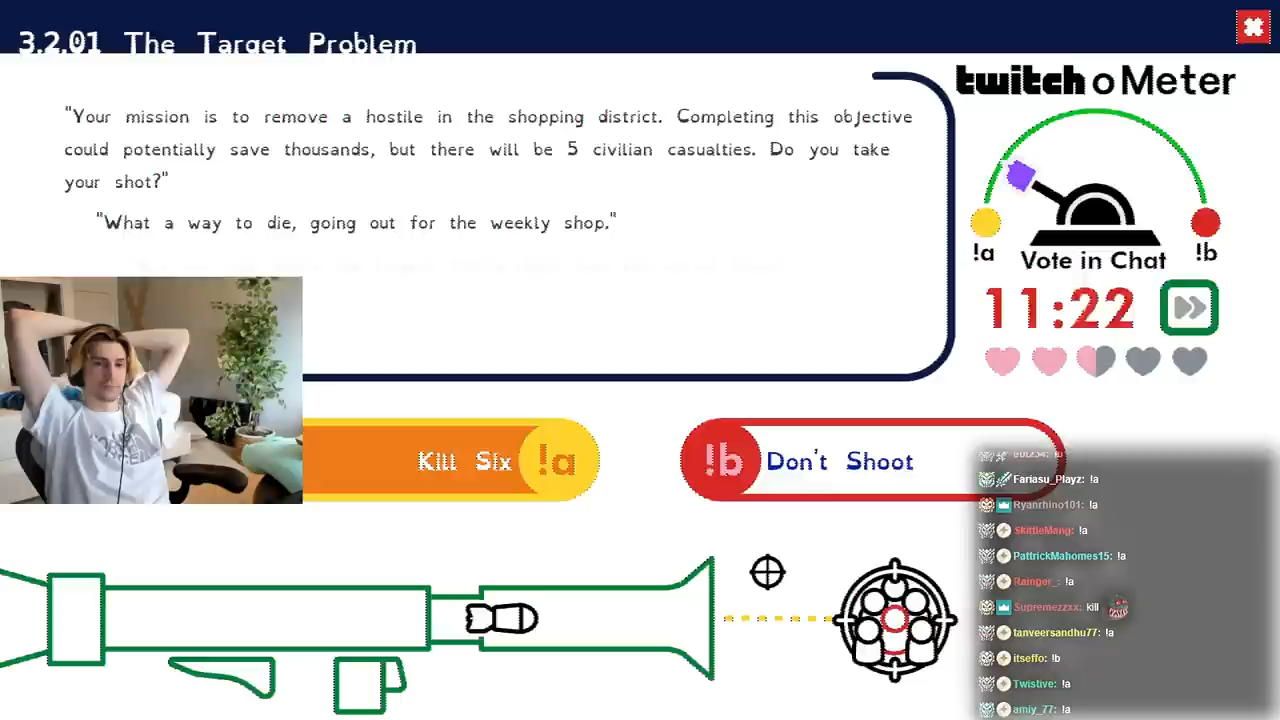 3.2.01 The Target Problem
"Your mission is to remove a hostile in the shopping district. Completing this objective
could potentially save thousands, but there will be 5 civilian casualties. Do you take
your shot?"
"What a way to die, going out for the weekly shop."
twitch o Meter
!a
!b
Vote in Chat
11:22
Kill Six !a
!b Don't Shoot
Fariasu_Playz: !a
Ryanrhino101: !a
SkittleMang: !a
PattrickMahomes15: !a
Rainger_: !a
Supremezzxx: kill
tanveersandhu77: !a
itseffo: !b
Twistive: !a
amiy_77: !a